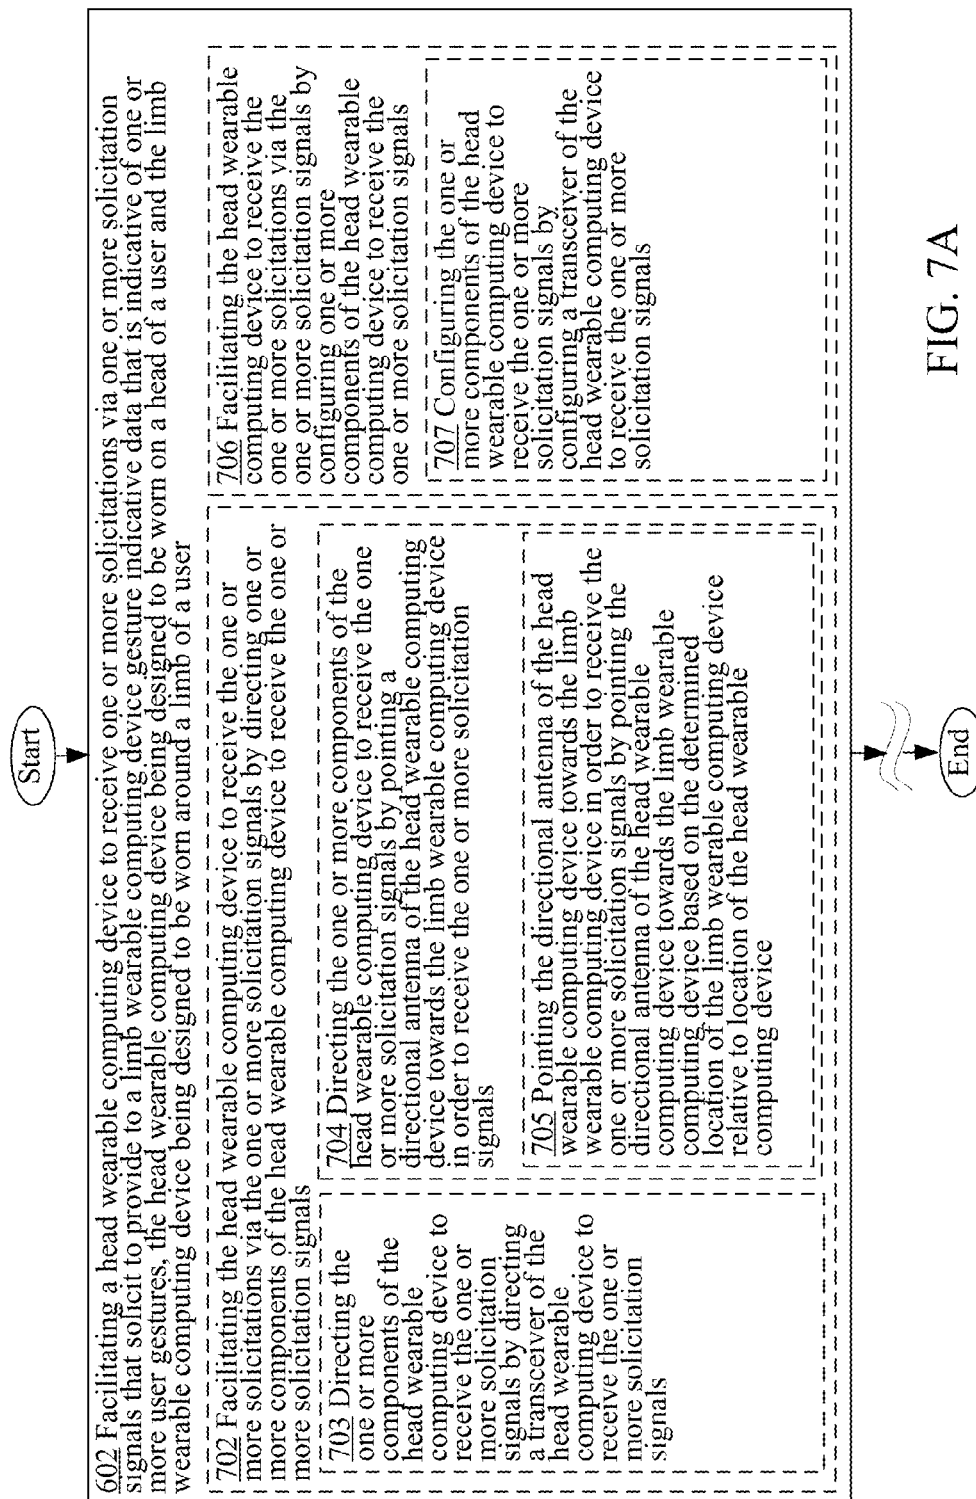 Start
602 Facilitating a head wearable computing device to receive one or more solicitations via one or more solicitation
signals that solicit to provide to a limb wearable computing device gesture indicative data that is indicative of one or
more user gestures, the head wearable computing device being designed to be worn on a head of a user and the limb
wearable computing device being designed to be worn around a limb of a user
702 Facilitating the head wearable computing device to receive the one or
more solicitations via the one or more solicitation signals by directing one or
more components of the head wearable computing device to receive the one or
more solicitation signals
703 Directing the
one or more
components of the
head wearable
computing device to
receive the one or
more solicitation
signals by directing
a transceiver of the
head wearable
computing device to
receive the one or
more solicitation
signals
704 Directing the one or more components of the
head wearable computing device to receive the one
or more solicitation signals by pointing a
directional antenna of the head wearable computing
device towards the limb wearable computing device
in order to receive the one or more solicitation
signals
705 Pointing the directional antenna of the head
wearable computing device towards the limb
wearable computing device in order to receive the
one or more solicitation signals by pointing the
directional antenna of the head wearable
computing device towards the limb wearable
computing device based on the determined
location of the limb wearable computing device
relative to location of the head wearable
computing device
706 Facilitating the head wearable
computing device to receive the
one or more solicitations via the
one or more solicitation signals by
configuring one or more
components of the head wearable
computing device to receive the
one or more solicitation signals
707 Configuring the one or
more components of the head
wearable computing device to
receive the one or more
solicitation signals by
configuring a transceiver of the
head wearable computing device
to receive the one or more
solicitation signals
End
FIG. 7A